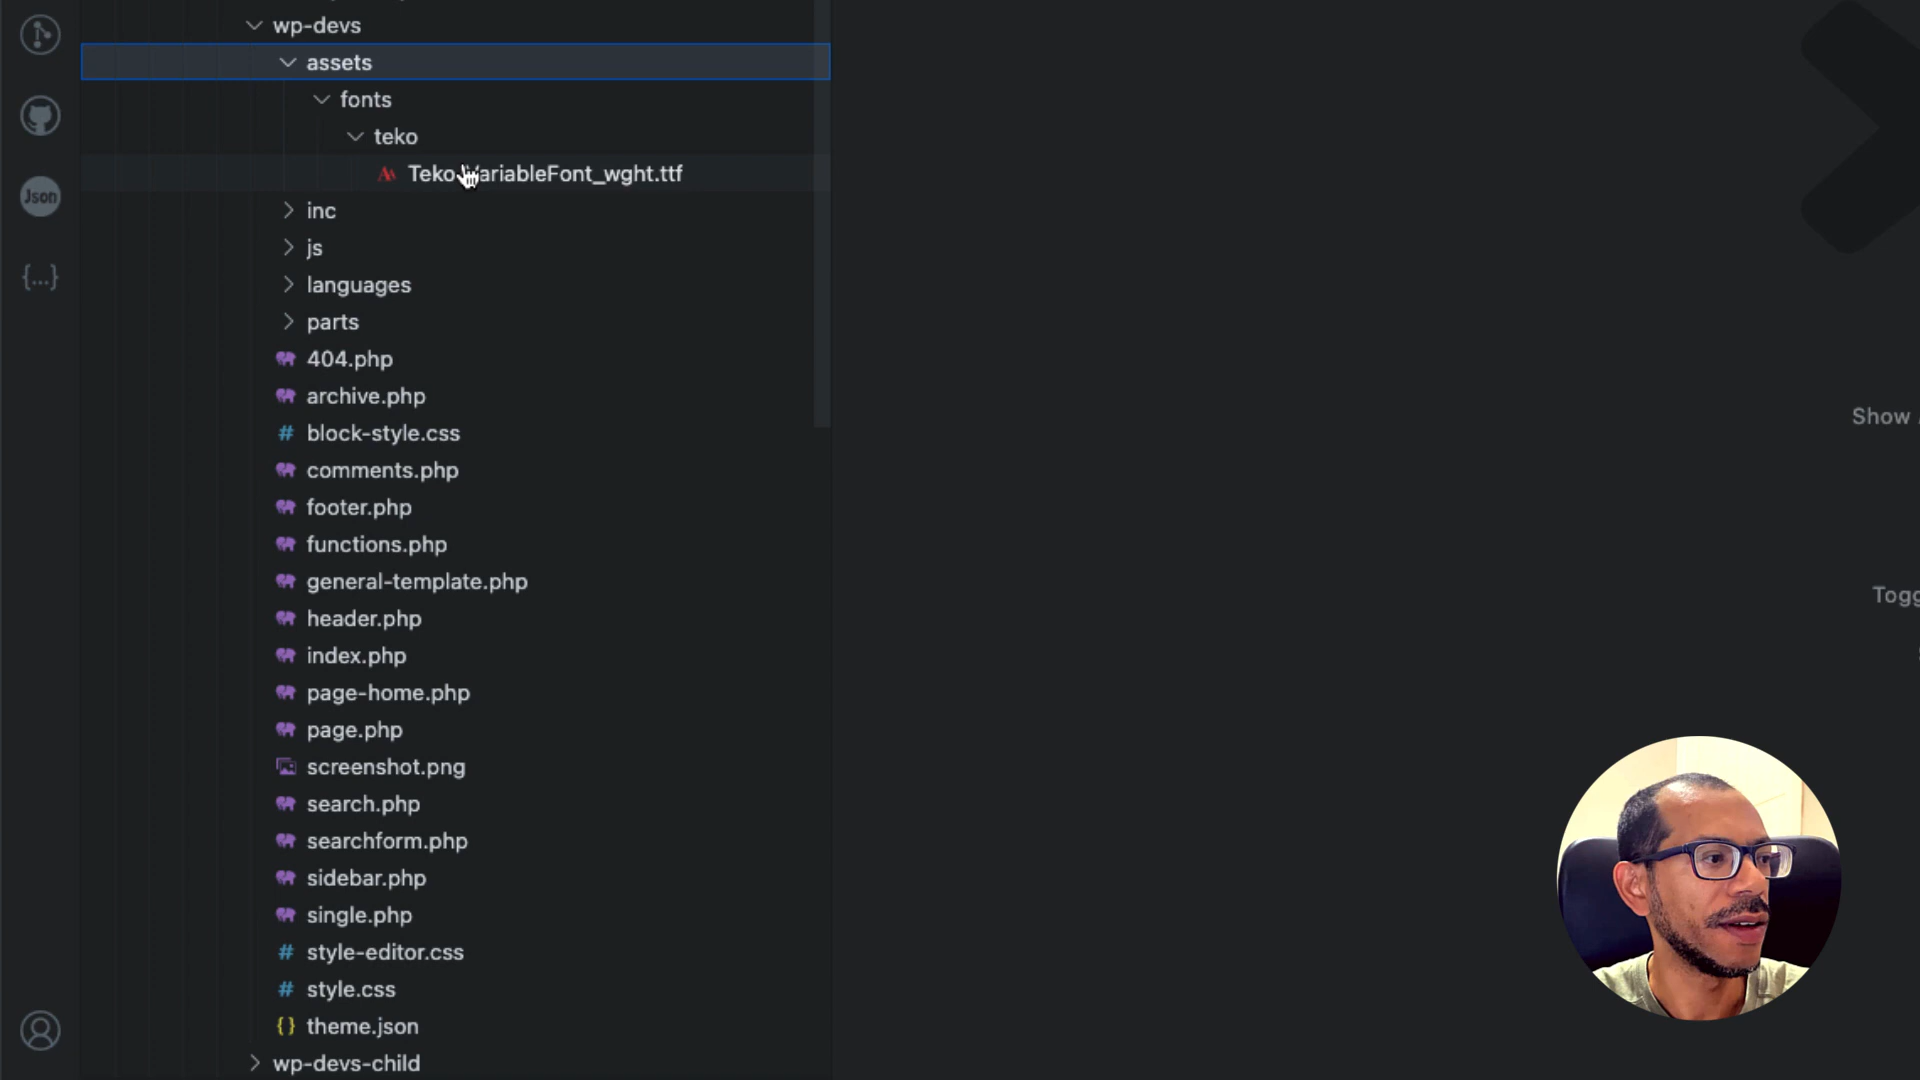 wp-devs
assets
fonts
teko
Teko-VariableFont_wght.ttf
Json
inc
js
{...}
languages
parts
404.php
archive.php
Show
block-style.css
comments.php
footer.php
functions.php
general-template.php
Togg
header.php
index.php
page-home.php
page.php
screenshot.png
search.php
searchform.php
sidebar.php
single.php
style-editor.css
style.css
{} theme.json
wp-devs-child